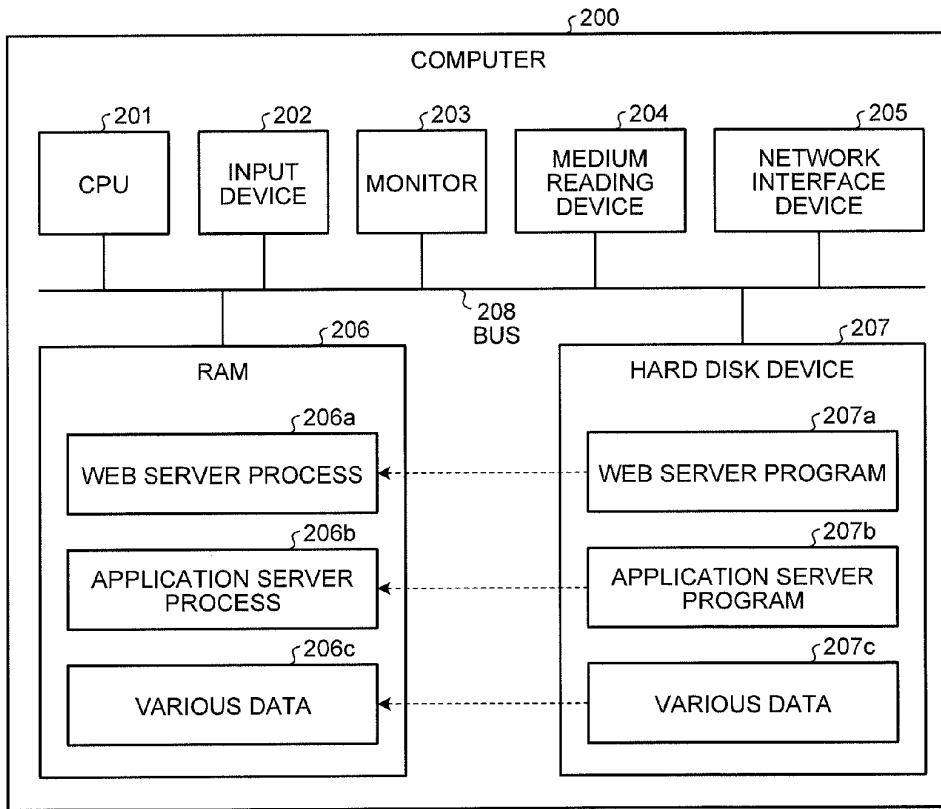 200
COMPUTER
201
202
203
204
205
CPU
INPUT
DEVICE
MONITOR
MEDIUM
READING
DEVICE
NETWORK
INTERFACE
DEVICE
208
BUS
206
RAM
206a
WEB SERVER PROCESS
206b
APPLICATION SERVER
PROCESS
206c
VARIOUS DATA
207
HARD DISK DEVICE
207a
WEB SERVER PROGRAM
207b
APPLICATION SERVER
PROGRAM
207c
VARIOUS DATA